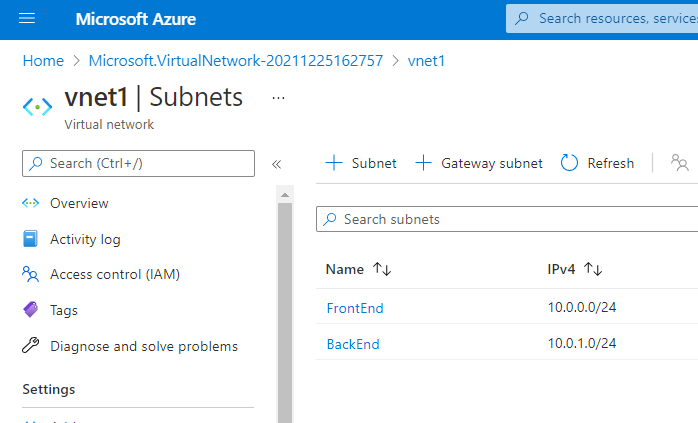 Microsoft Azure
Search resources, service
Home > Microsoft.VirtualNetwork-20211225162757 > vnet1
vnet1 | Subnets ...
Virtual network
Search (Ctrl+/)
«
+ Subnet
+ Gateway subnet
Refresh
Overview
Activity log
Access control (IAM)
Tags
Diagnose and solve problems
Settings
Search subnets
Name ↑↓ IPv4 ↑↓
FrontEnd 10.0.0.0/24
BackEnd 10.0.1.0/24